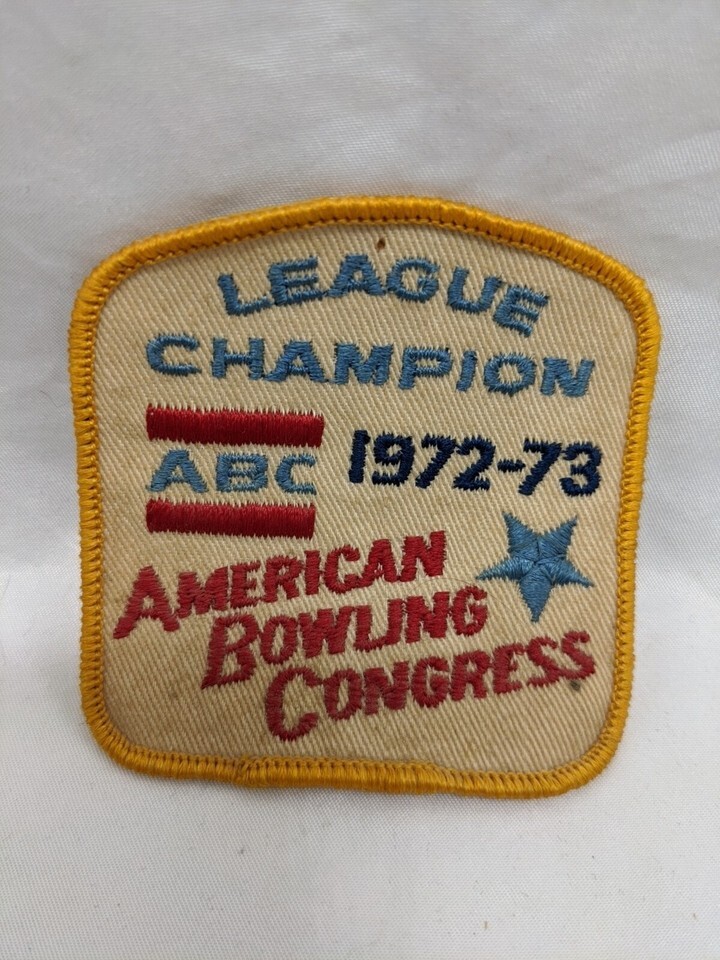 LEAGUE
CHAMPION
ABC 1972-73
AMERICAN
BOWLING
CONGRESS